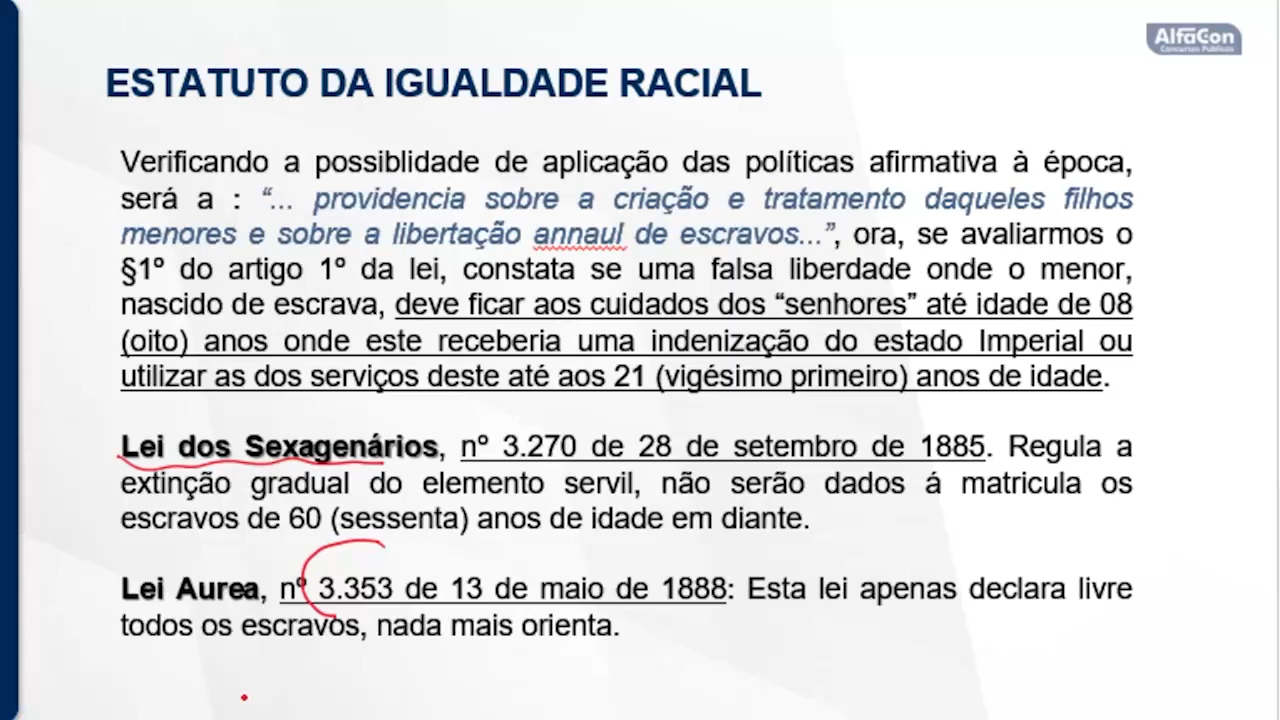 AlfaCon
Concursos Públicos
ESTATUTO DA IGUALDADE RACIAL
Verificando a possiblidade de aplicação das políticas afirmativa à época,
será a : “... providencia sobre a criação e tratamento daqueles filhos
menores e sobre a libertação annaul de escravos...”, ora, se avaliarmos o
§1º do artigo 1º da lei, constata se uma falsa liberdade onde o menor,
nascido de escrava, deve ficar aos cuidados dos “senhores” até idade de 08
(oito) anos onde este receberia uma indenização do estado Imperial ou
utilizar as dos serviços deste até aos 21 (vigésimo primeiro) anos de idade.
Lei dos Sexagenários, nº 3.270 de 28 de setembro de 1885. Regula a
extinção gradual do elemento servil, não serão dados á matricula os
escravos de 60 (sessenta) anos de idade em diante.
Lei Aurea, nº 3.353 de 13 de maio de 1888: Esta lei apenas declara livre
todos os escravos, nada mais orienta.